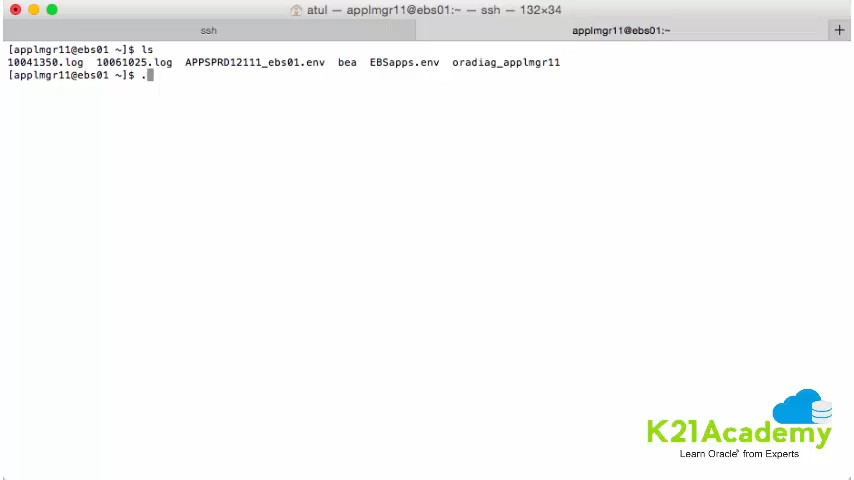 atul — applmgr11@ebs01:~ — ssh — 132×34
ssh applmgr11@ebs01:~ +
[applmgr11@ebs01 ~]$ ls
10041350.log 10061025.log APPSPRD12111_ebs01.env bea EBSapps.env oradiag_applmgr11
[applmgr11@ebs01 ~]$ .
K21Academy
Learn Oracle from Experts